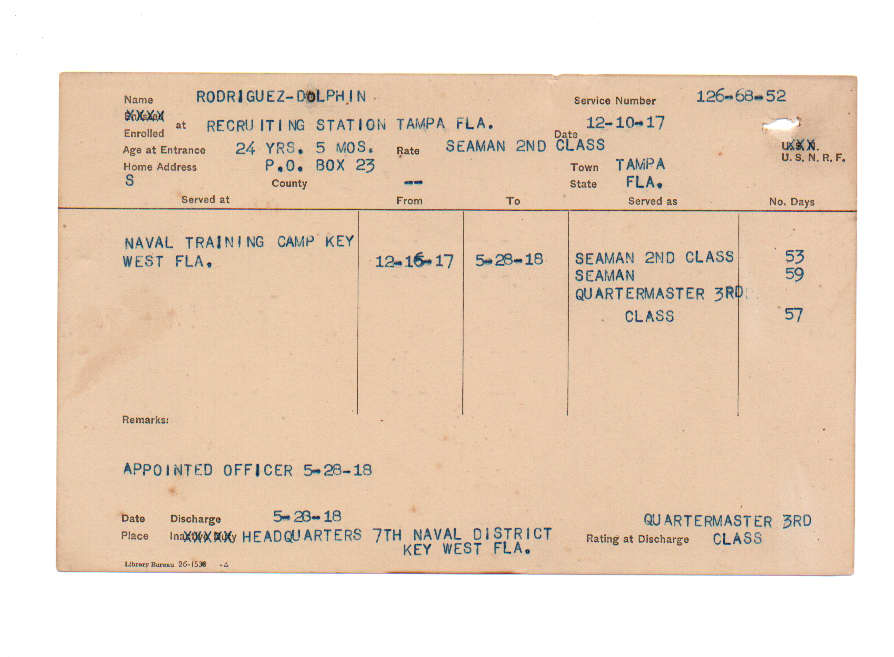 Name RODRIGUEZ-DOLPHIN Service Number 126-68-52
Enrolled at RECRUITING STATION TAMPA FLA. Date 12-10-17
Age at Entrance 24 YRS. 5 MOS. Rate SEAMAN 2ND CLASS
U. S. N. R. F.
Home Address P.O. BOX 23 Town TAMPA
S County -- State FLA.
Served at From To Served as No. Days
NAVAL TRAINING CAMP KEY
WEST FLA. 12-16-17 5-28-18 SEAMAN 2ND CLASS 53
SEAMAN 59
QUARTERMASTER 3RD
CLASS 57
Remarks:
APPOINTED OFFICER 5-28-18
Date Discharge 5-28-18 QUARTERMASTER 3RD
Place HEADQUARTERS 7TH NAVAL DISTRICT Rating at Discharge CLASS
KEY WEST FLA.
Library Bureau 26-1538